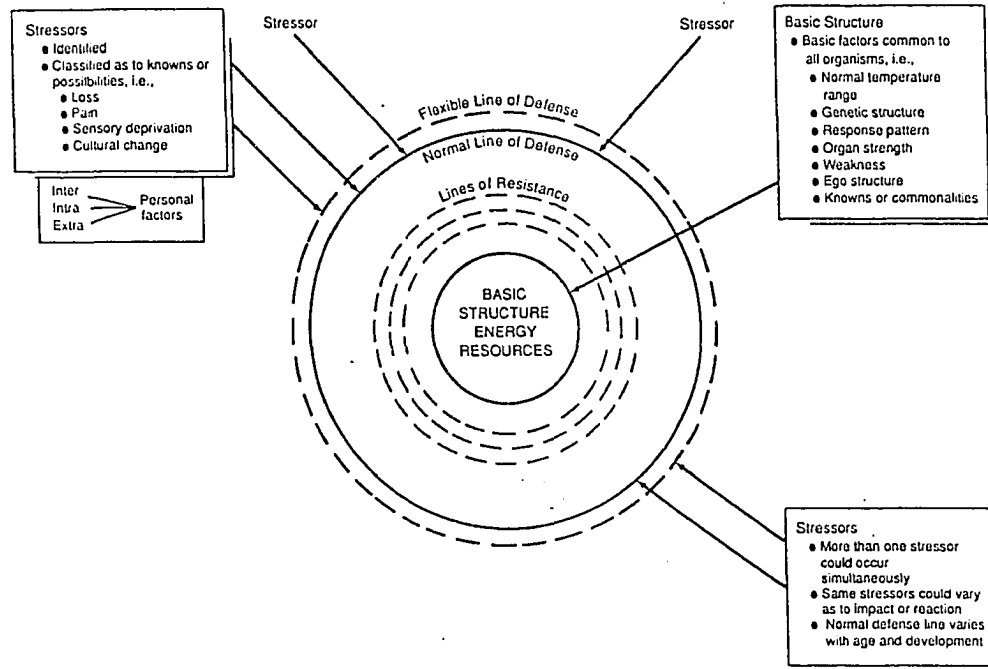 Stressors
● Identified
● Classified as to knowns or
possibilities, i.e.,
● Loss
● Pain
● Sensory deprivation
● Cultural change
Inter
Intra
Extra
Personal
factors
Stressor
Stressor
Basic Structure
● Basic factors common to
all organisms, i.e.,
● Normal temperature
range
● Genetic structure
● Response pattern
● Organ strength
● Weakness
● Ego structure
● Knowns or commonalities
Flexible Line of Defense
Normal Line of Defense
Lines of Resistance
BASIC
STRUCTURE
ENERGY
RESOURCES
Stressors
● More than one stressor
could occur
simultaneously
● Same stressors could vary
as to impact or reaction
● Normal defense line varies
with age and development